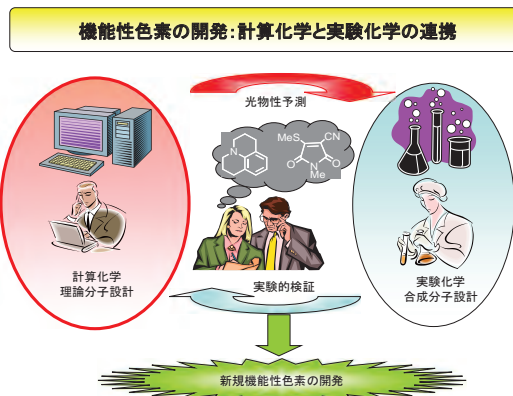 機能性色素の開発:計算化学と実験化学の連携
光物性予測
MeS
CN
N
O
N
O
Me
計算化学
理論分子設計
実験的検証
実験化学
合成分子設計
新規機能性色素の開発